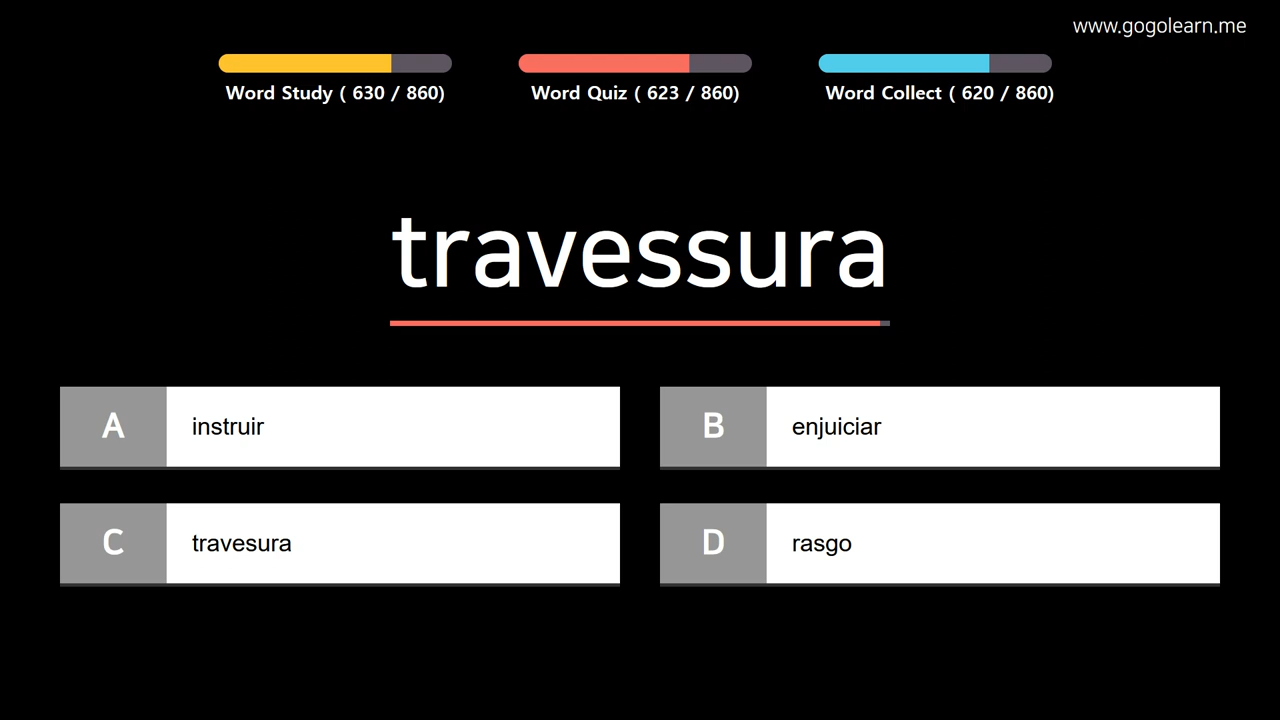 www.gogolearn.me
Word Study ( 630 / 860)
Word Quiz ( 623 / 860)
Word Collect ( 620 / 860)
travessura
A instruir
B enjuiciar
C travesura
D rasgo